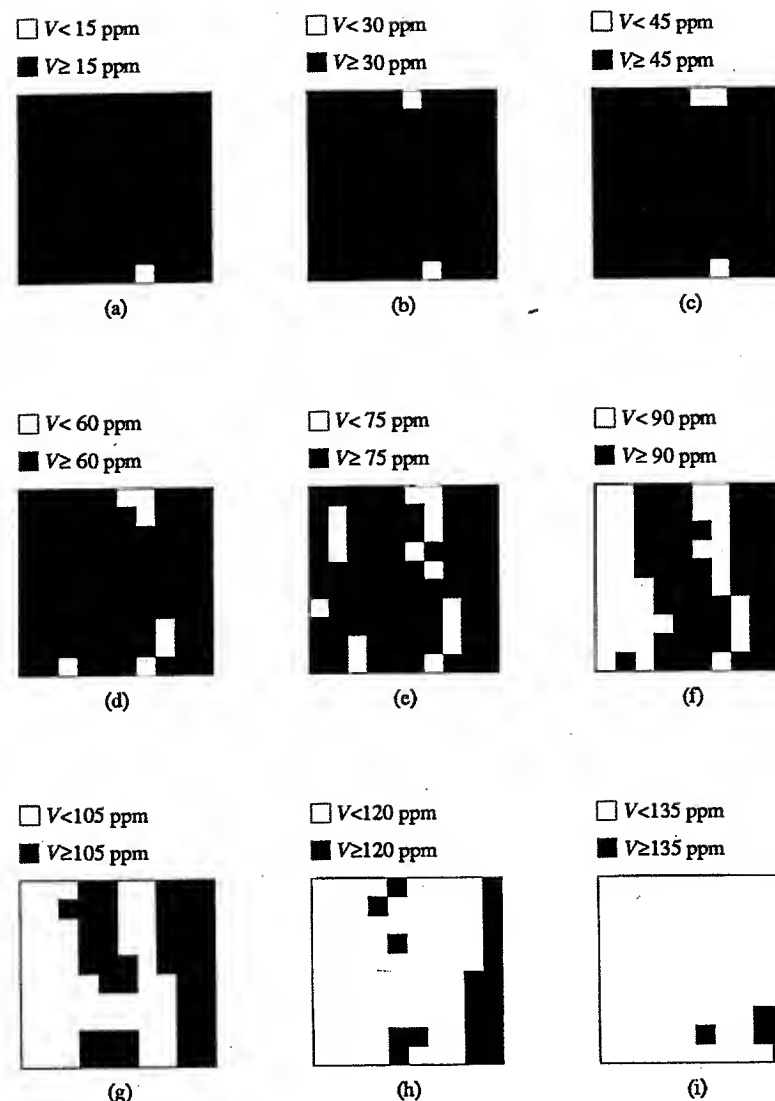 V< 15 ppm
V≥ 15 ppm
(a)
V< 30 ppm
V≥ 30 ppm
(b)
V< 45 ppm
V≥ 45 ppm
(c)
V< 60 ppm
V≥ 60 ppm
(d)
V< 75 ppm
V≥ 75 ppm
(e)
V< 90 ppm
V≥ 90 ppm
(f)
V<105 ppm
V≥105 ppm
(g)
V<120 ppm
V≥120 ppm
(h)
V<135 ppm
V≥135 ppm
(i)